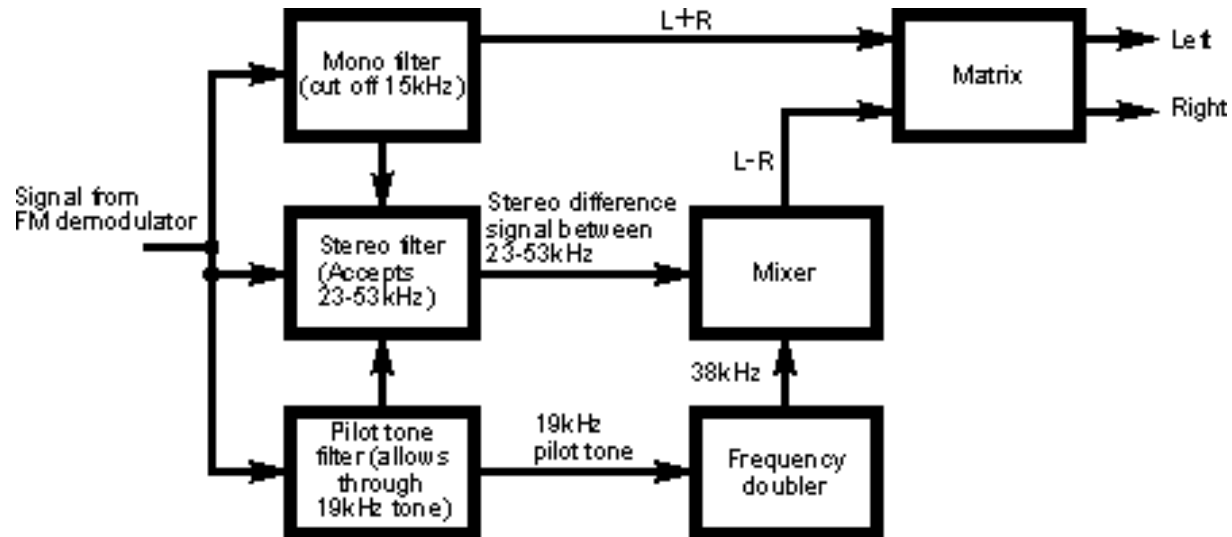 L+R
Mono filter
(cut off 15kHz)
Matrix
Left
Right
L-R
Signal from
FM demodulator
Stereo filter
(Accepts
23-53kHz)
Stereo difference
signal between
23-53kHz
Mixer
38kHz
Pilot tone
filter (allows
through
19kHz tone)
19kHz
pilot tone
Frequency
doubler